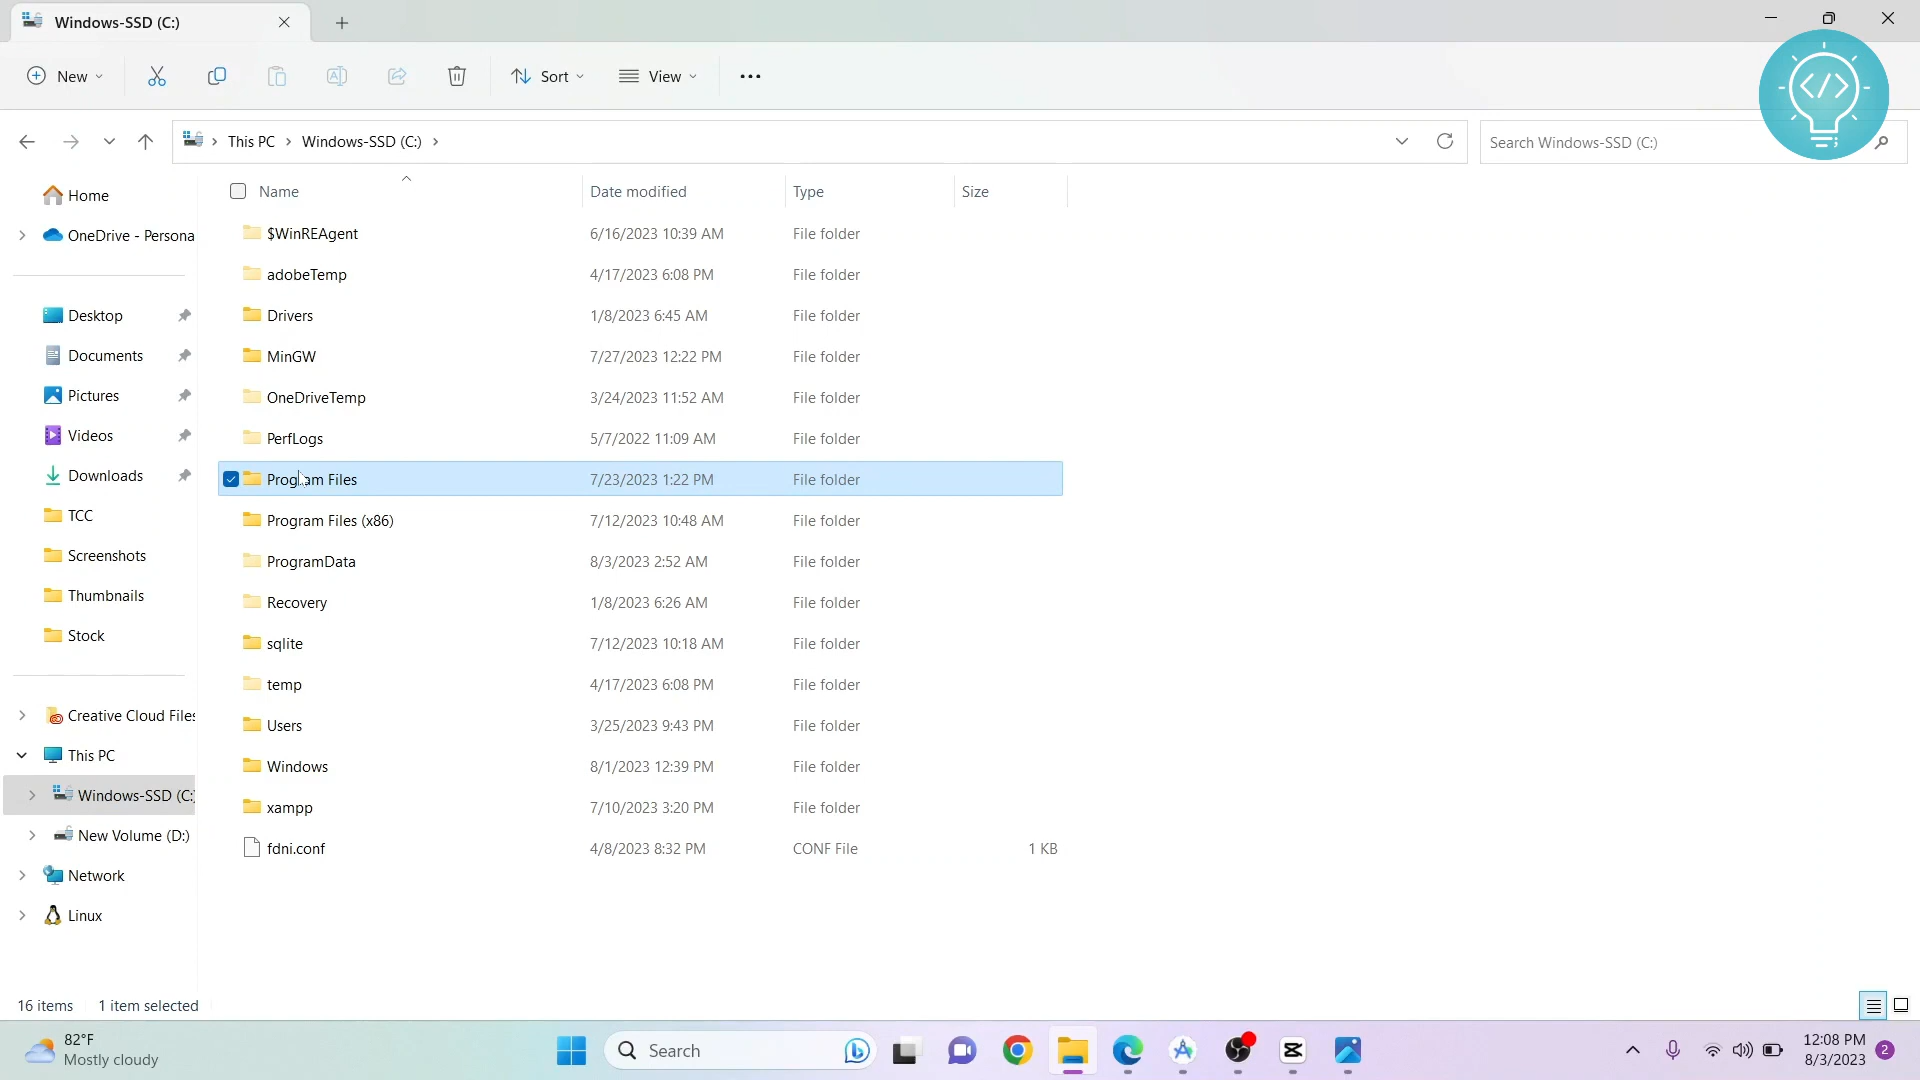 Windows-SSD (C:)
New
Sort
View
This PC
Windows-SSD (C:)
Search Windows-SSD (C:)
</>
Home
OneDrive - Persona
Desktop
Documents
Pictures
Videos
Downloads
TCC
Screenshots
Thumbnails
Stock
Creative Cloud Files
This PC
Windows-SSD (C:
New Volume (D:)
Network
Linux
Name Date modified Type Size
$WinREAgent 6/16/2023 10:39 AM File folder
adobeTemp 4/17/2023 6:08 PM File folder
Drivers 1/8/2023 6:45 AM File folder
MinGW 7/27/2023 12:22 PM File folder
OneDriveTemp 3/24/2023 11:52 AM File folder
PerfLogs 5/7/2022 11:09 AM File folder
Program Files 7/23/2023 1:22 PM File folder
Program Files (x86) 7/12/2023 10:48 AM File folder
ProgramData 8/3/2023 2:52 AM File folder
Recovery 1/8/2023 6:26 AM File folder
sqlite 7/12/2023 10:18 AM File folder
temp 4/17/2023 6:08 PM File folder
Users 3/25/2023 9:43 PM File folder
Windows 8/1/2023 12:39 PM File folder
xampp 7/10/2023 3:20 PM File folder
fdni.conf 4/8/2023 8:32 PM CONF File 1 KB
16 items 1 item selected
82°F
Mostly cloudy
Search
12:08 PM
8/3/2023
2